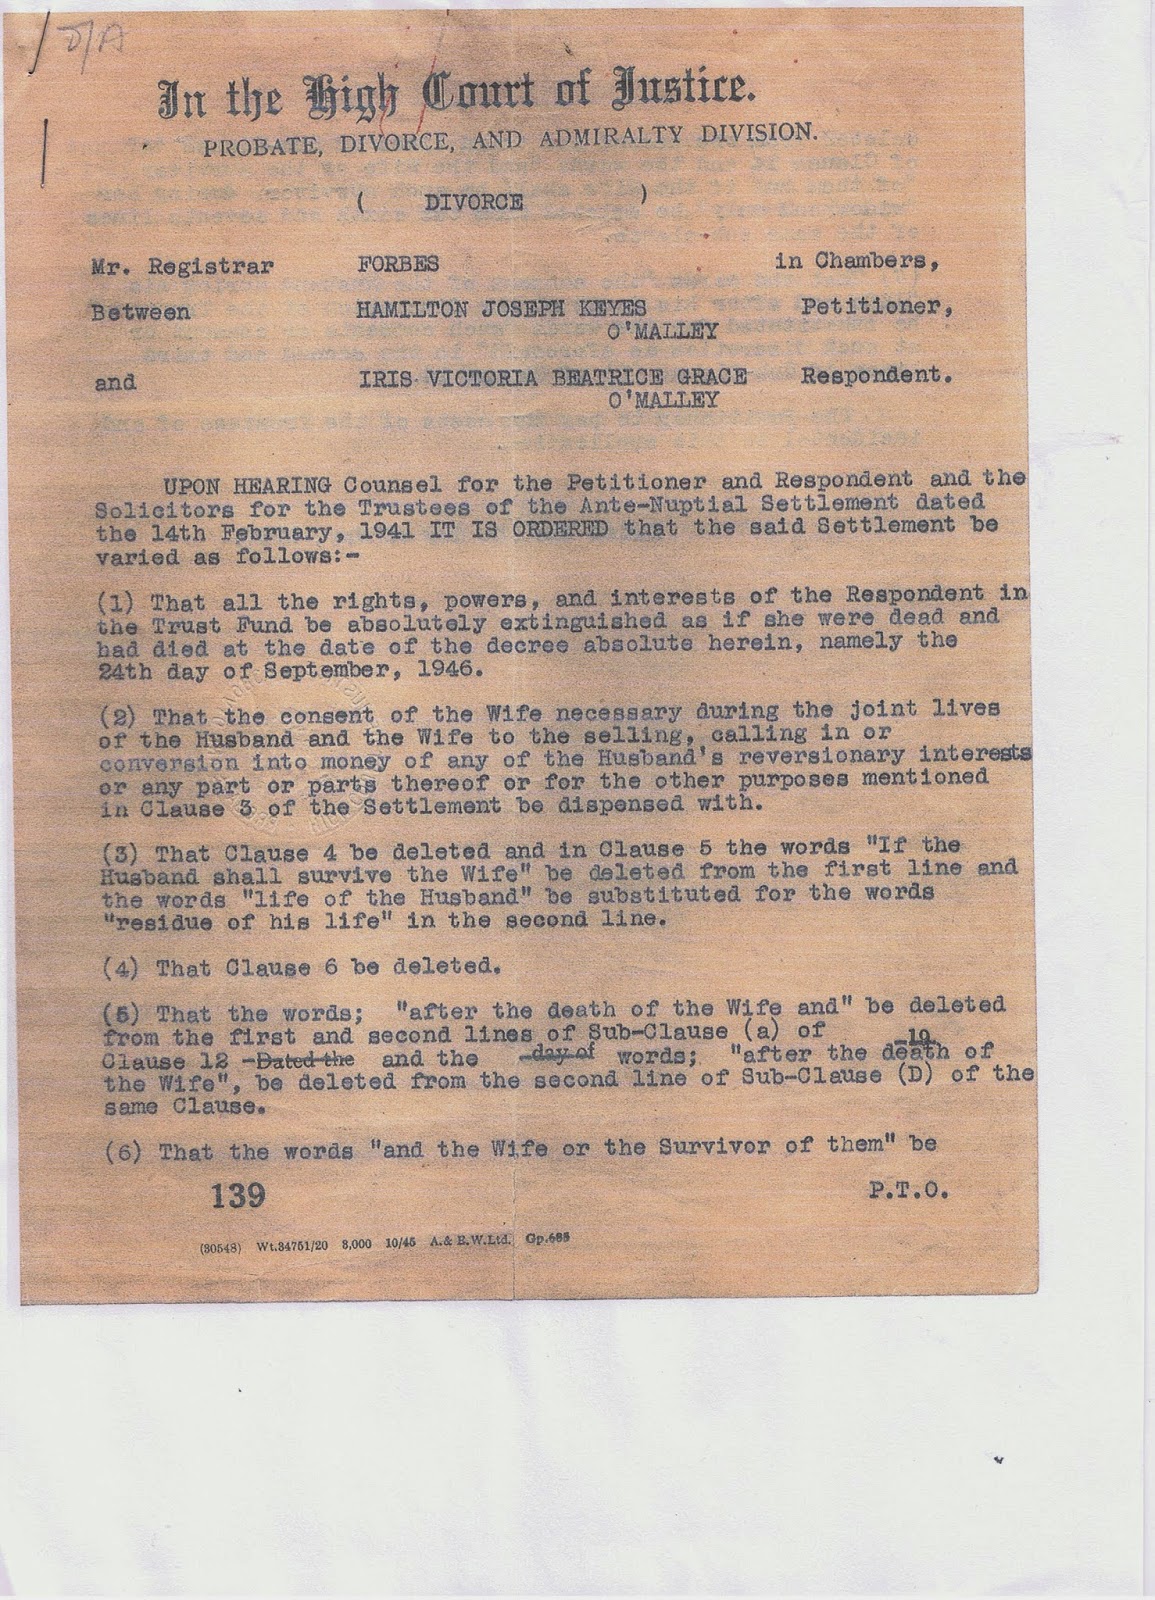 D/A
In the High Court of Justice.
PROBATE, DIVORCE, AND ADMIRALTY DIVISION.
( DIVORCE )
Mr. Registrar FORBES in Chambers,
Between HAMILTON JOSEPH KEYES Petitioner,
O'MALLEY
and IRIS VICTORIA BEATRICE GRACE Respondent.
O'MALLEY
UPON HEARING Counsel for the Petitioner and Respondent and the
Solicitors for the Trustees of the Ante-Nuptial Settlement dated
the 14th February, 1941 IT IS ORDERED that the said Settlement be
varied as follows:-
(1) That all the rights, powers, and interests of the Respondent in
the Trust Fund be absolutely extinguished as if she were dead and
had died at the date of the decree absolute herein, namely the
24th day of September, 1946.
(2) That the consent of the Wife necessary during the joint lives
of the Husband and the Wife to the selling, calling in or
conversion into money of any of the Husband's reversionary interests
or any part or parts thereof or for the other purposes mentioned
in Clause 3 of the Settlement be dispensed with.
(3) That Clause 4 be deleted and in Clause 5 the words "If the
Husband shall survive the Wife" be deleted from the first line and
the words "life of the Husband" be substituted for the words
"residue of his life" in the second line.
(4) That Clause 6 be deleted.
(5) That the words; "after the death of the Wife and" be deleted
from the first and second lines of Sub-Clause (a) of
Clause 12 Dated the and the day of words; "after the death of 19
the Wife", be deleted from the second line of Sub-Clause (D) of the
same Clause.
(6) That the words "and the Wife or the Survivor of them" be
139 P.T.O.
(30548) Wt.34751/20 3,000 10/45 A.& E.W.Ltd. Gp.685